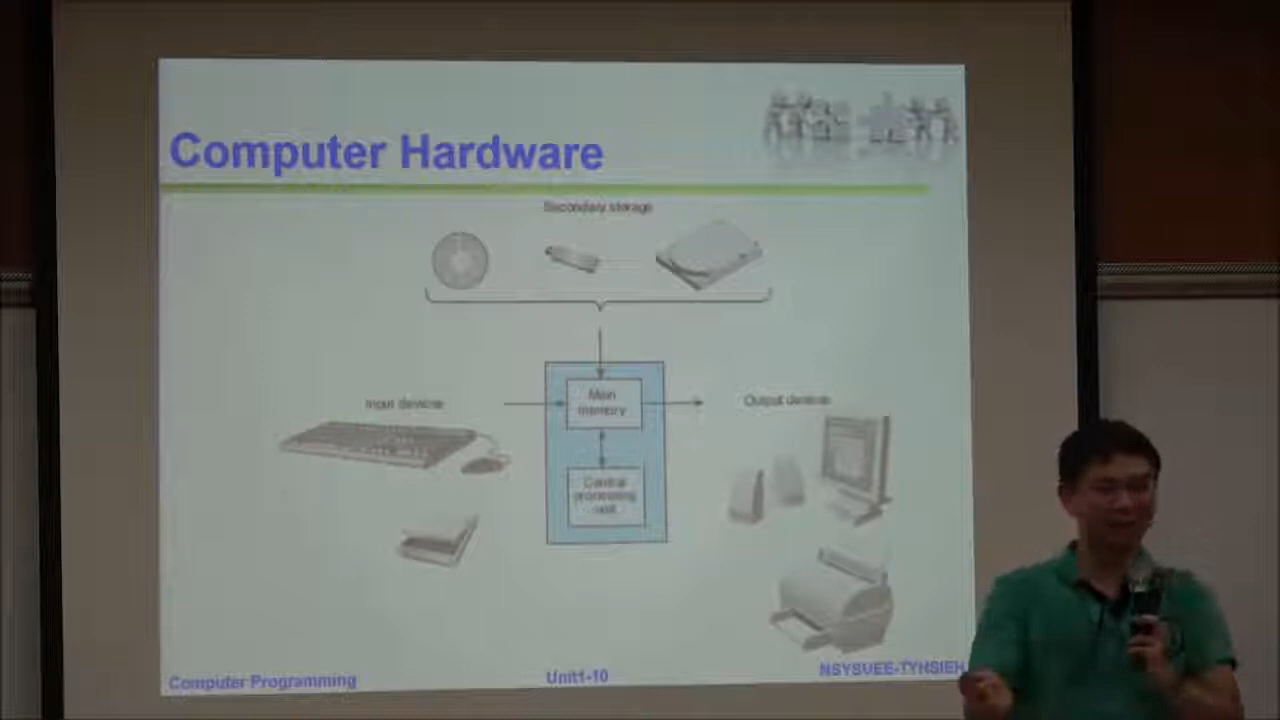 Computer Hardware
Secondary storage
Input devices
Main
memory
Output devices
Central
processing
unit
Computer Programming
Unit1-10
NSYSUEE-TYHSIEH